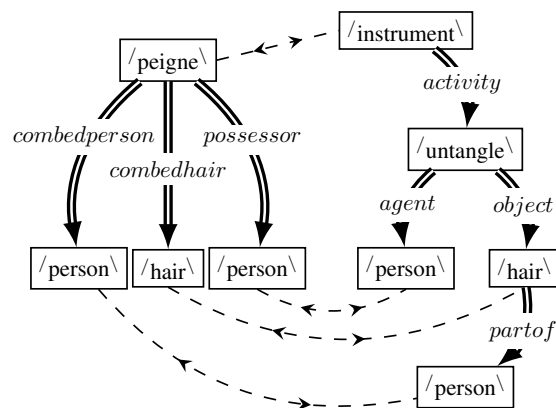 /instrument\
/peigne\
activity
combedperson possessor
/untangle\
combedhair
agent object
/person\ /hair\ /person\ /person\ /hair\
partof
/person\